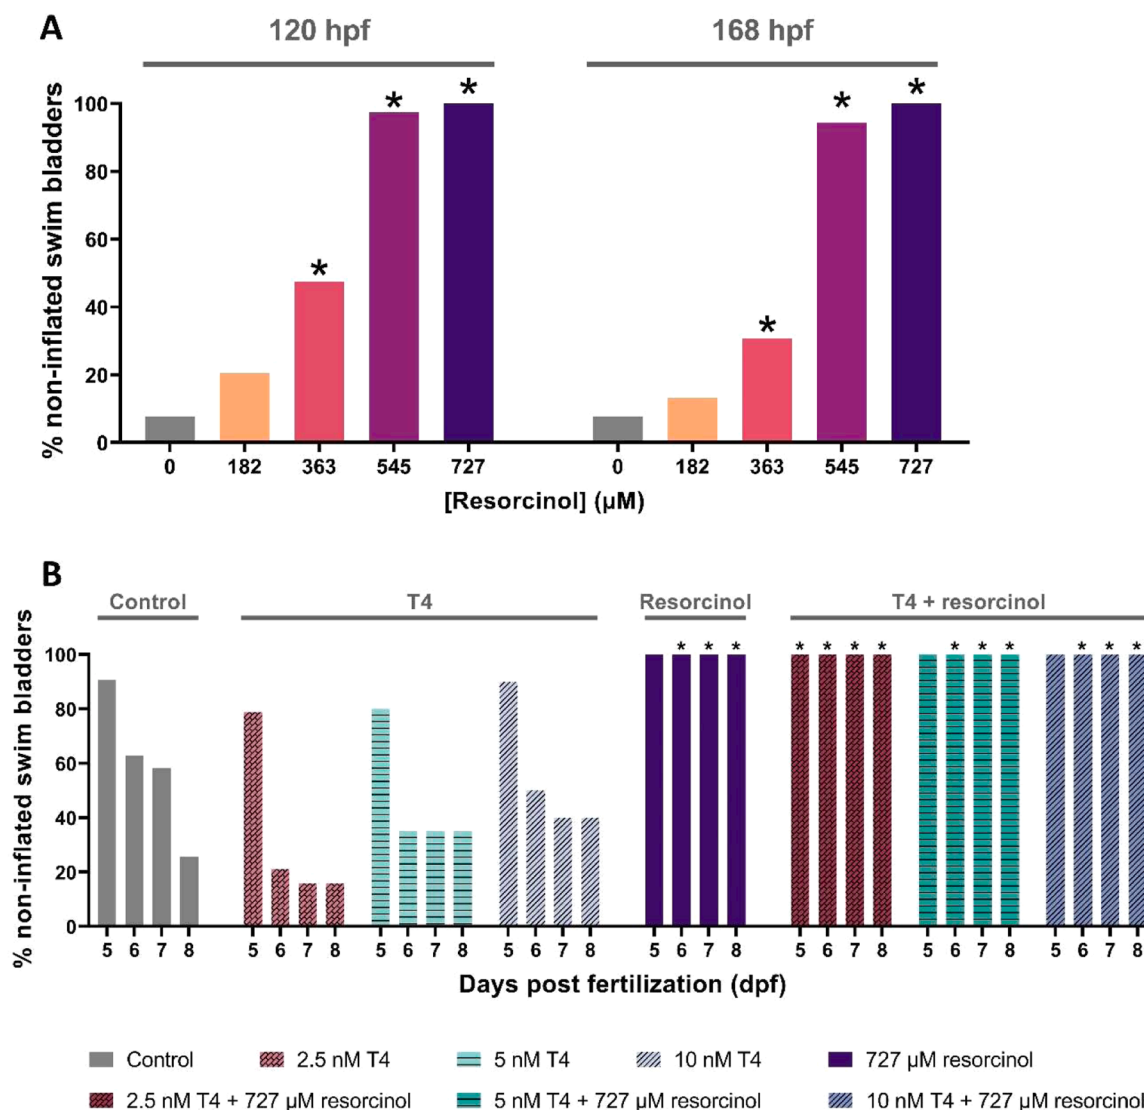 A
120 hpf 168 hpf
% non-inflated swim bladders
100
80
60
40
20
0
* * *
* * *
0 182 363 545 727 0 182 363 545 727
[Resorcinol] (µM)
B
Control T4 Resorcinol T4 + resorcinol
% non-inflated swim bladders
* * * * * * * * * * * * *
100
80
60
40
20
0
5 6 7 8 5 6 7 8 5 6 7 8 5 6 7 8 5 6 7 8 5 6 7 8 5 6 7 8 5 6 7 8
Days post fertilization (dpf)
Control 2.5 nM T4 5 nM T4 10 nM T4 727 µM resorcinol
2.5 nM T4 + 727 µM resorcinol 5 nM T4 + 727 µM resorcinol 10 nM T4 + 727 µM resorcinol